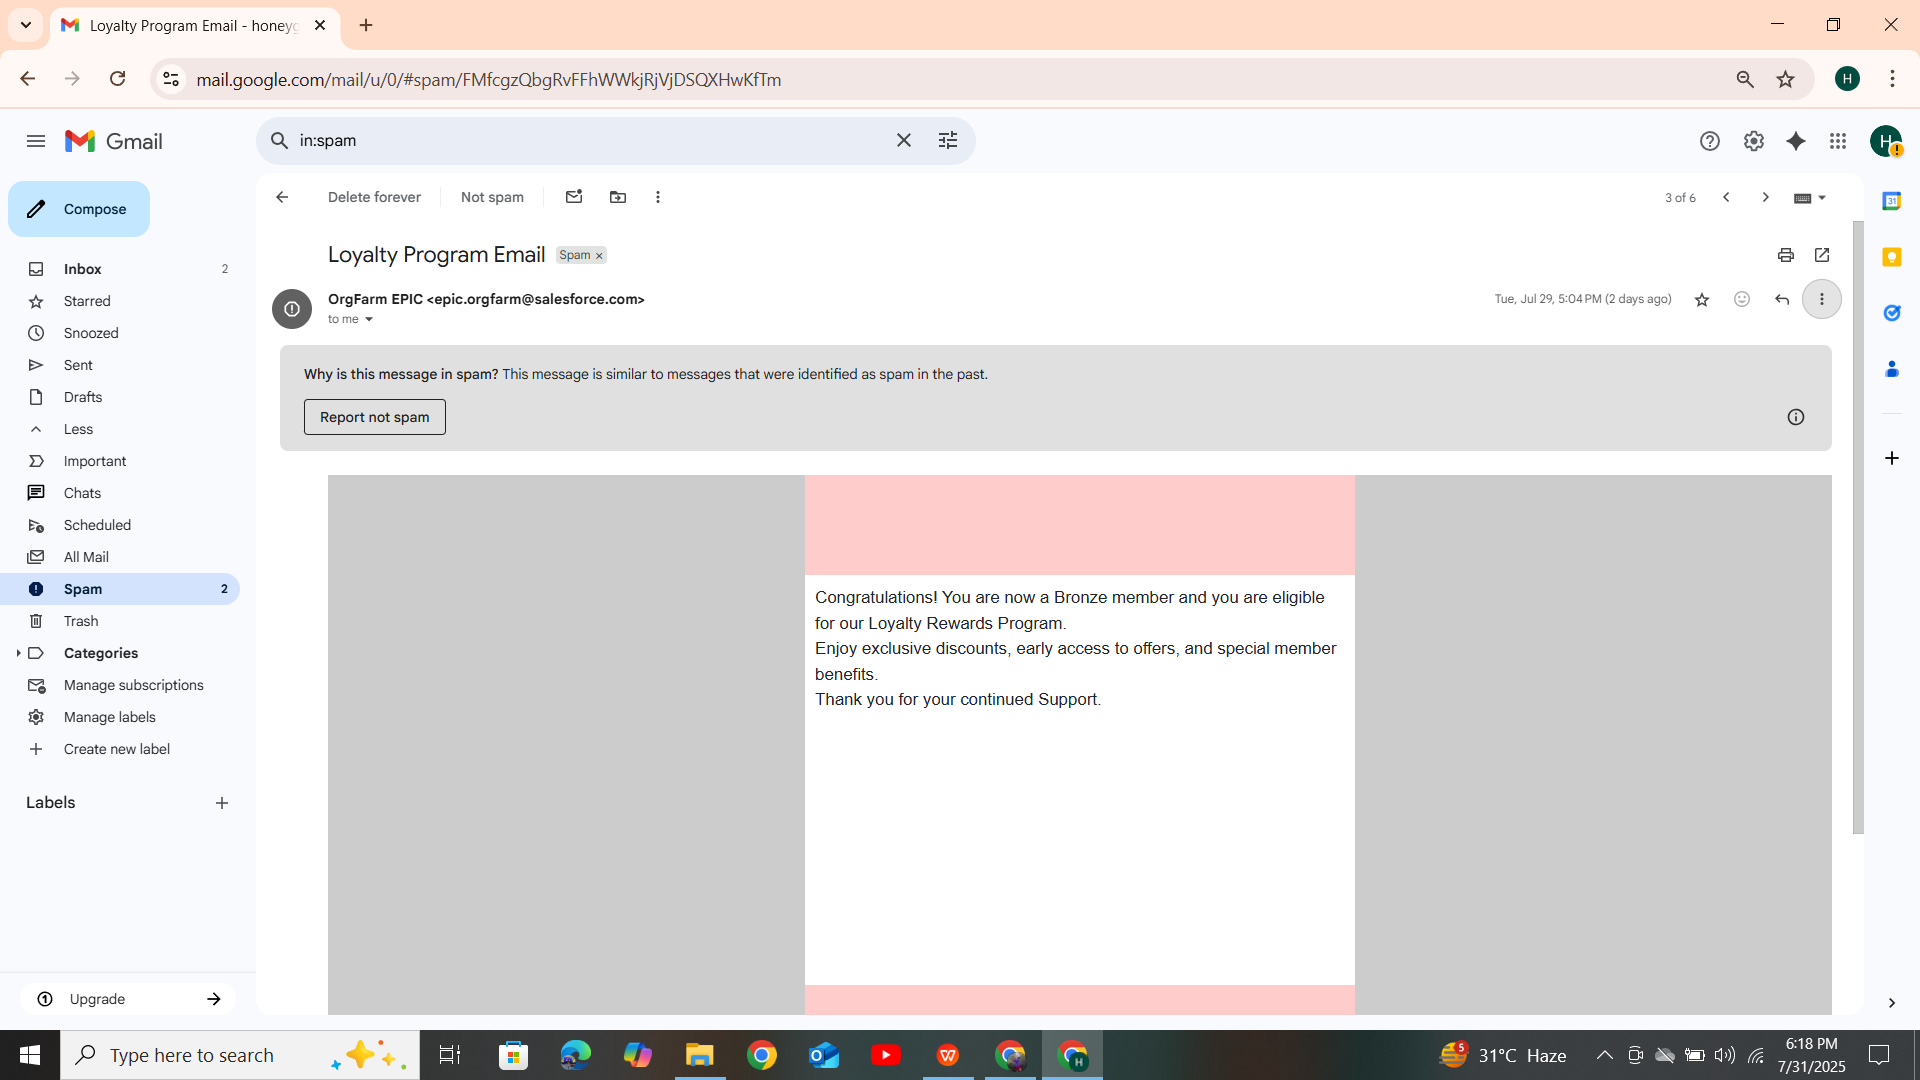 Loyalty Program Email - honeyg
mail.google.com/mail/u/0/#spam/FMfcgzQbgRvFFhWWkjRjVjDSQXHwKfTm
H
Gmail
in:spam
H
Compose
Delete forever
Not spam
3 of 6
31
Loyalty Program Email
Spam ×
Inbox 2
Starred
Snoozed
Sent
Drafts
Less
Important
Chats
Scheduled
All Mail
Spam 2
Trash
Categories
Manage subscriptions
Manage labels
Create new label
Labels
Upgrade
OrgFarm EPIC <epic.orgfarm@salesforce.com>
Tue, Jul 29, 5:04 PM (2 days ago)
to me
Why is this message in spam? This message is similar to messages that were identified as spam in the past.
Report not spam
Congratulations! You are now a Bronze member and you are eligible
for our Loyalty Rewards Program.
Enjoy exclusive discounts, early access to offers, and special member
benefits.
Thank you for your continued Support.
Type here to search
H
5
31°C Haze
6:18 PM
7/31/2025